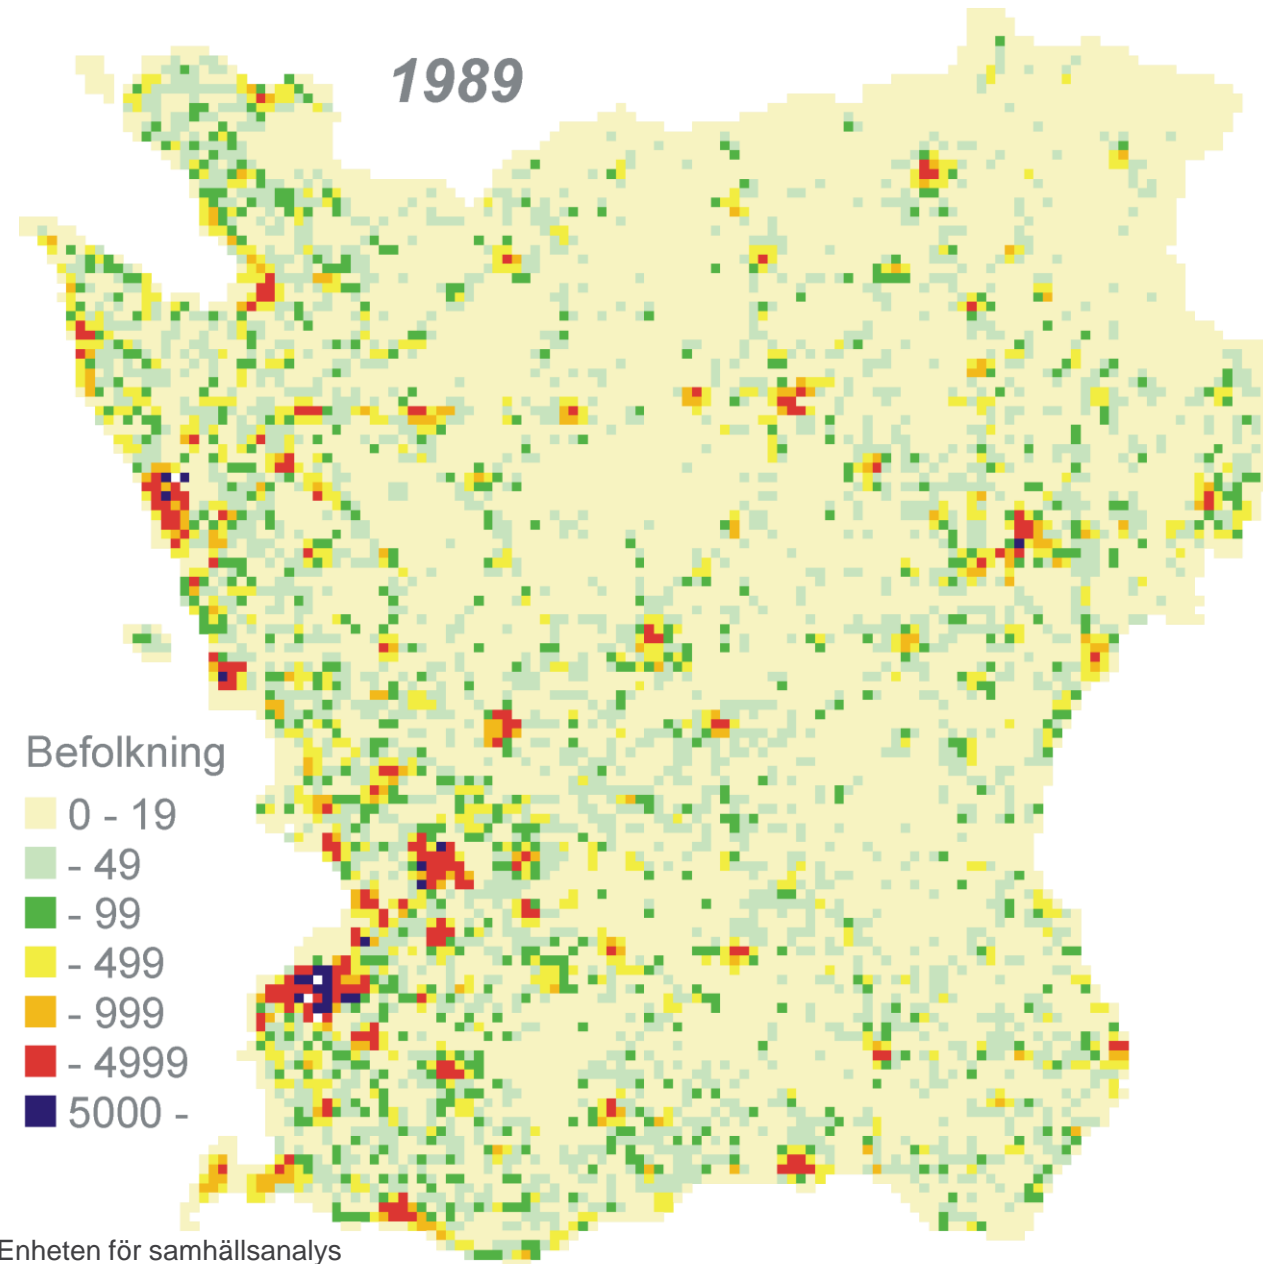 1989
Befolkning
0 - 19
- 49
- 99
- 499
- 999
- 4999
5000 -
Enheten för samhällsanalys